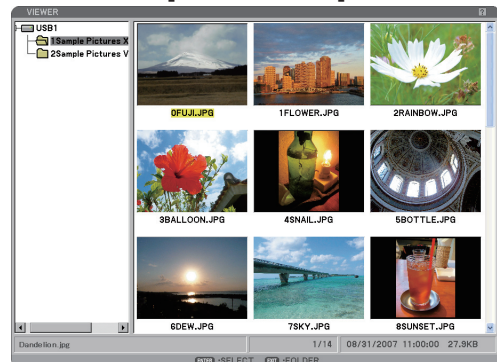 VIEWER
?
USB1
1Sample Pictures X
2Sample Pictures V
0FUJI.JPG
1FLOWER.JPG
2RAINBOW.JPG
3BALLOON.JPG
4SNAIL.JPG
5BOTTLE.JPG
6DEW.JPG
7SKY.JPG
8SUNSET.JPG
Dandelion.jpg
1/14
08/31/2007 11:00:00 27.9KB
ENTER :SELECT EXIT :FOLDER